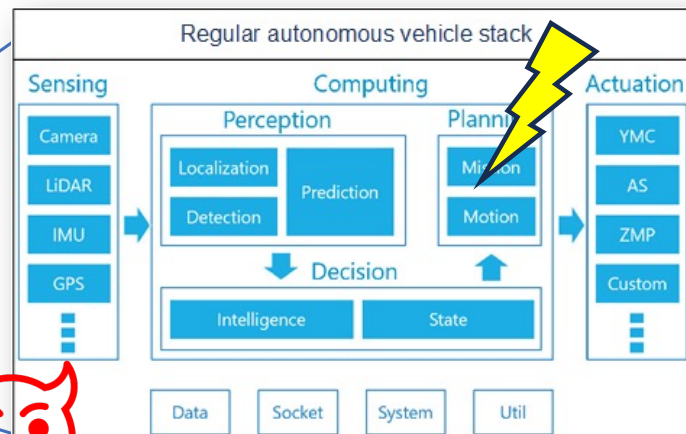 Regular autonomous vehicle stack
Sensing
Computing
Actuation
Perception
Camera
LiDAR
IMU
GPS
Localization
Detection
Prediction
Motion
Decision
Intelligence
State
YMC
AS
ZMP
Custom
Data
Socket
System
Util